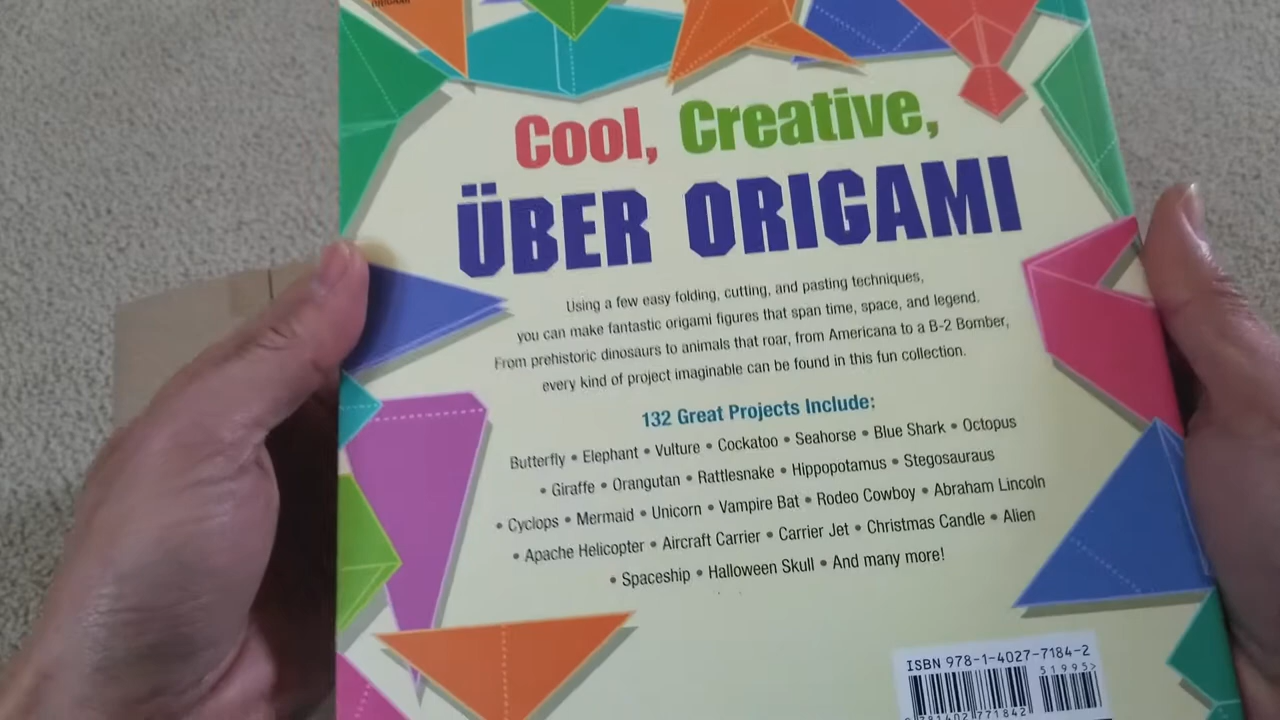 Cool, Creative,
ÜBER ORIGAMI
Using a few easy folding, cutting, and pasting techniques,
you can make fantastic origami figures that span time, space, and legend.
From prehistoric dinosaurs to animals that roar, from Americana to a B-2 Bomber,
every kind of project imaginable can be found in this fun collection.
132 Great Projects Include:
Butterfly • Elephant • Vulture • Cockatoo • Seahorse • Blue Shark • Octopus
• Giraffe • Orangutan • Rattlesnake • Hippopotamus • Stegosauraus
• Cyclops • Mermaid • Unicorn • Vampire Bat • Rodeo Cowboy • Abraham Lincoln
• Apache Helicopter • Aircraft Carrier • Carrier Jet • Christmas Candle • Alien
• Spaceship • Halloween Skull • And many more!
ISBN 978-1-4027-7184-2
51995>
9781402771842